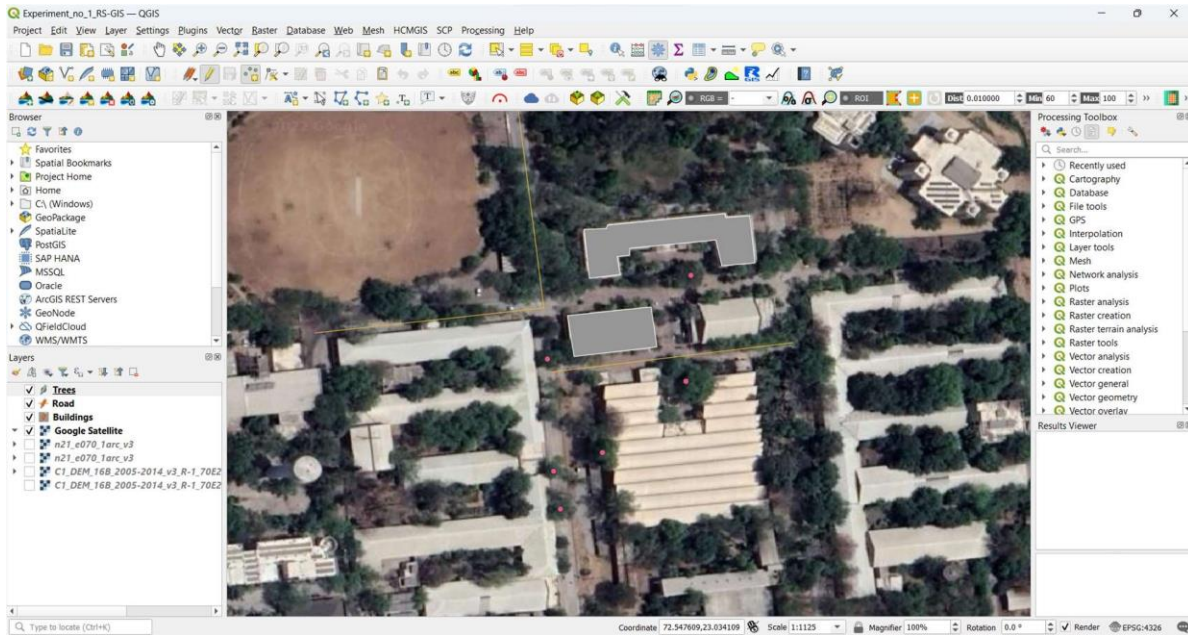 Experiment_no_1_RS-GIS — QGIS
Project Edit View Layer Settings Plugins Vector Raster Database Web Mesh HCMGIS SCP Processing Help
RGB = - ROI Dist 0.010000 Min 60 Max 100
Browser
Favorites
Spatial Bookmarks
Project Home
Home
C:\ (Windows)
GeoPackage
SpatiaLite
PostGIS
SAP HANA
MSSQL
Oracle
ArcGIS REST Servers
GeoNode
QFieldCloud
WMS/WMTS
Layers
Trees
Road
Buildings
Google Satellite
n21_e070_1arc_v3
n21_e070_1arc_v3
C1_DEM_16B_2005-2014_v3_R-1_70E2
C1_DEM_16B_2005-2014_v3_R-1_70E2
Processing Toolbox
Search...
Recently used
Cartography
Database
File tools
GPS
Interpolation
Layer tools
Mesh
Network analysis
Plots
Raster analysis
Raster creation
Raster terrain analysis
Raster tools
Vector analysis
Vector creation
Vector general
Vector geometry
Vector overlay
Results Viewer
Type to locate (Ctrl+K)
Coordinate 72.547609,23.034109 Scale 1:1125 Magnifier 100% Rotation 0.0 ° Render EPSG:4326